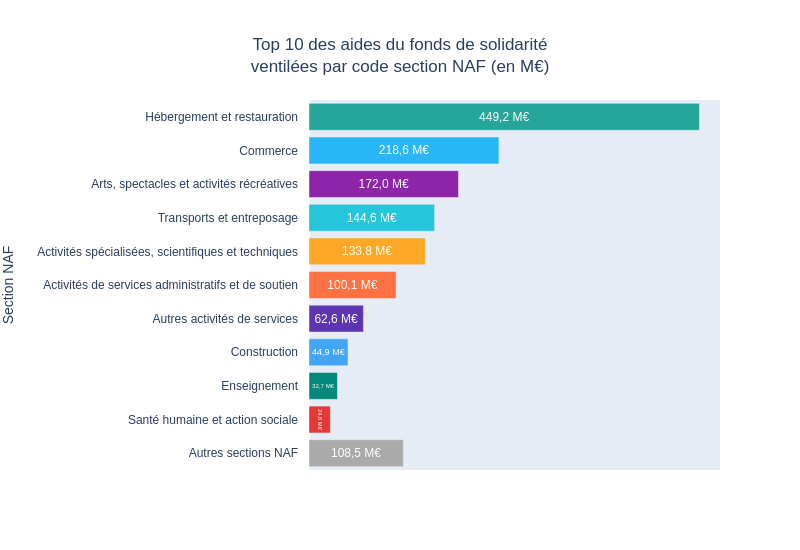 Top 10 des aides du fonds de solidarité
ventilées par code section NAF (en M€)
Section NAF
Hébergement et restauration 449,2 M€
Commerce 218,6 M€
Arts, spectacles et activités récréatives 172,0 M€
Transports et entreposage 144,6 M€
Activités spécialisées, scientifiques et techniques 133,8 M€
Activités de services administratifs et de soutien 100,1 M€
Autres activités de services 62,6 M€
Construction 44,9 M€
Enseignement 32,7 M€
Santé humaine et action sociale
Autres sections NAF 108,5 M€